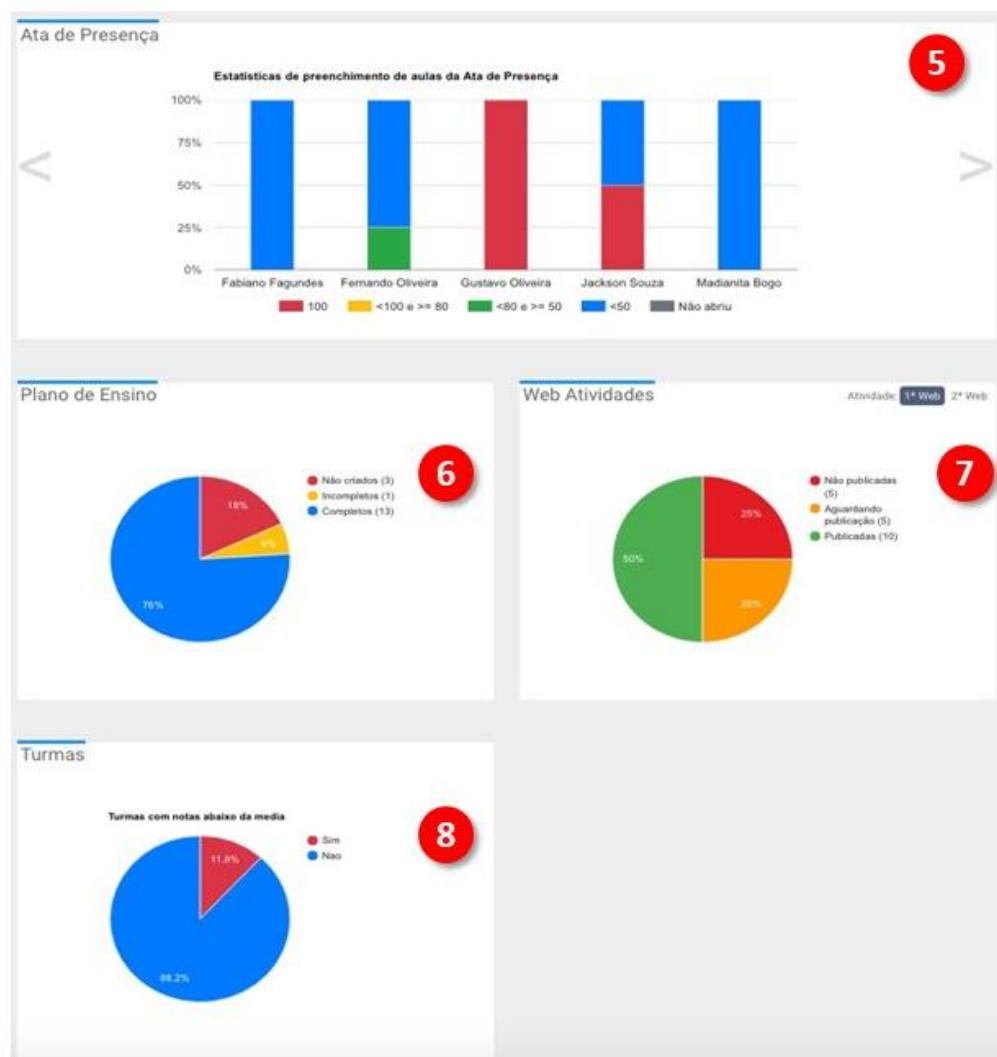 Ata de Presença
5
Estatísticas de preenchimento de aulas da Ata de Presença
100%
75%
50%
25%
0%
<
>
Fabiano Fagundes Fernando Oliveira Gustavo Oliveira Jackson Souza Madianita Bogo
100 <100 e >= 80 <80 e >= 50 <50 Não abriu
Plano de Ensino
6
Não criados (3)
Incompletos (1)
Completos (13)
18%
76%
Web Atividades
Atividade: 1ª Web 2ª Web
7
Não publicadas
(5)
Aguardando
publicação (5)
Publicadas (10)
25%
50%
25%
Turmas
8
Turmas com notas abaixo da media
Sim
Nao
11.8%
88.2%